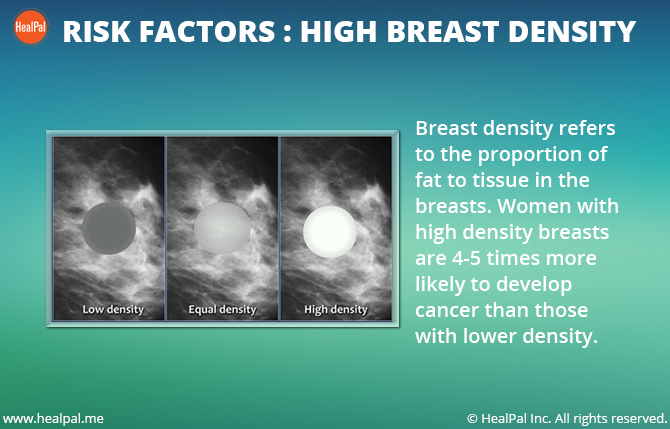 HealPal
RISK FACTORS : HIGH BREAST DENSITY
Breast density refers
to the proportion of
fat to tissue in the
breasts. Women with
high density breasts
are 4-5 times more
likely to develop
cancer than those
with lower density.
Low density
Equal density
High density
www.healpal.me
© HealPal Inc. All rights reserved.